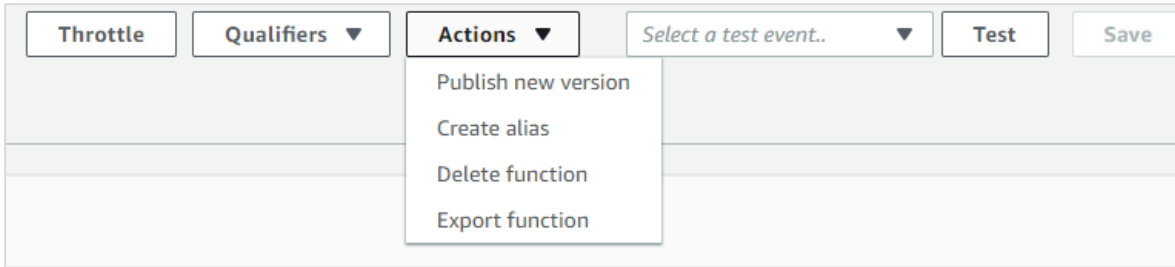 Throttle Qualifiers Actions Select a test event.. Test Save
Publish new version
Create alias
Delete function
Export function